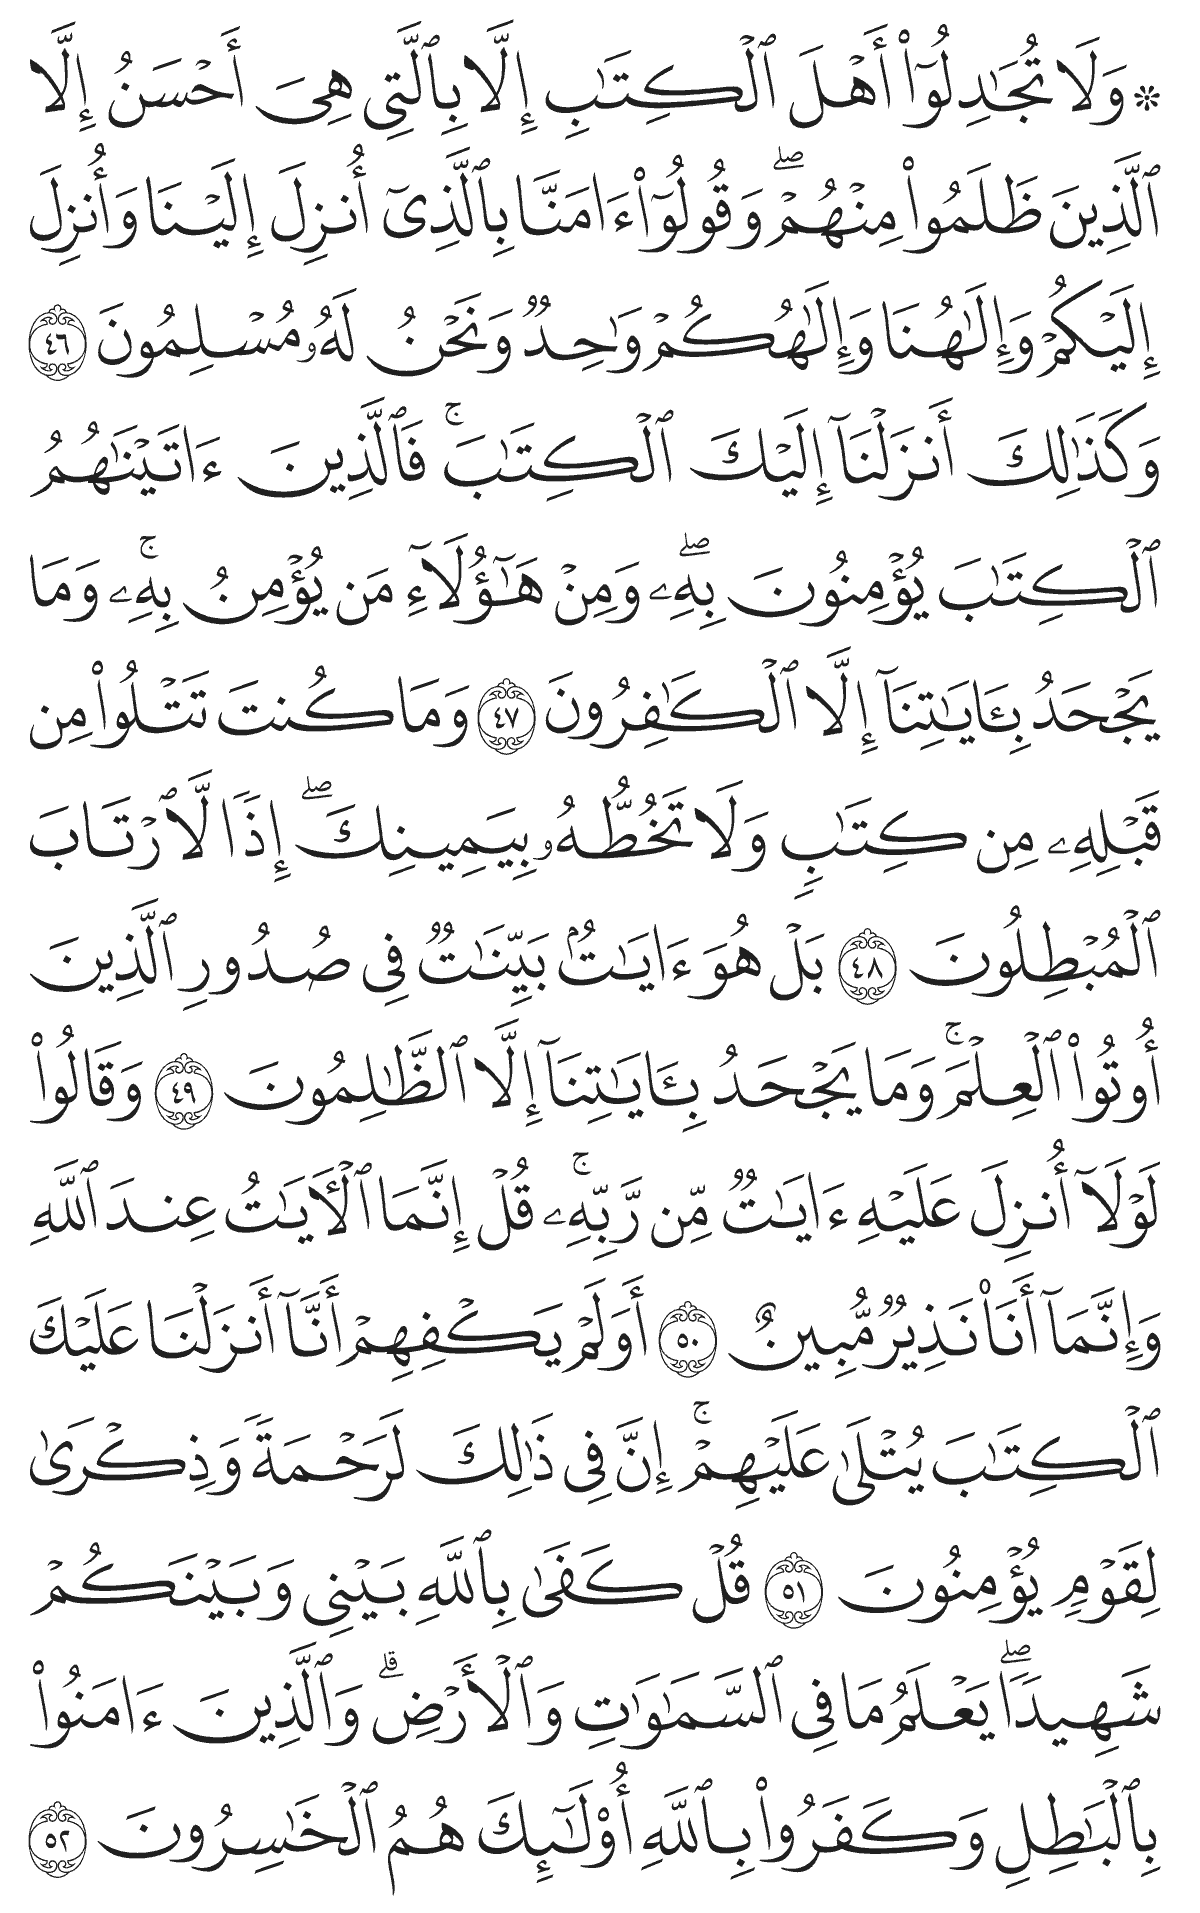 ۞ وَلَا تُجَٰدِلُوٓا۟ أَهْلَ ٱلْكِتَٰبِ إِلَّا بِٱلَّتِى هِىَ أَحْسَنُ إِلَّا
ٱلَّذِينَ ظَلَمُوا۟ مِنْهُمْ ۖ وَقُولُوٓا۟ ءَامَنَّا بِٱلَّذِىٓ أُنزِلَ إِلَيْنَا وَأُنزِلَ
إِلَيْكُمْ وَإِلَٰهُنَا وَإِلَٰهُكُمْ وَٰحِدٌ وَنَحْنُ لَهُۥ مُسْلِمُونَ ٤٦
وَكَذَٰلِكَ أَنزَلْنَآ إِلَيْكَ ٱلْكِتَٰبَ ۚ فَٱلَّذِينَ ءَاتَيْنَٰهُمُ
ٱلْكِتَٰبَ يُؤْمِنُونَ بِهِۦ ۖ وَمِنْ هَٰٓؤُلَآءِ مَن يُؤْمِنُ بِهِۦ ۚ وَمَا
يَجْحَدُ بِـَٔايَٰتِنَآ إِلَّا ٱلْكَٰفِرُونَ ٤٧ وَمَا كُنتَ تَتْلُوا۟ مِن
قَبْلِهِۦ مِن كِتَٰبٍ وَلَا تَخُطُّهُۥ بِيَمِينِكَ ۖ إِذًا لَّٱرْتَابَ
ٱلْمُبْطِلُونَ ٤٨ بَلْ هُوَ ءَايَٰتٌۢ بَيِّنَٰتٌ فِى صُدُورِ ٱلَّذِينَ
أُوتُوا۟ ٱلْعِلْمَ ۚ وَمَا يَجْحَدُ بِـَٔايَٰتِنَآ إِلَّا ٱلظَّٰلِمُونَ ٤٩ وَقَالُوا۟
لَوْلَآ أُنزِلَ عَلَيْهِ ءَايَٰتٌ مِّن رَّبِّهِۦ ۚ قُلْ إِنَّمَا ٱلْـَٔايَٰتُ عِندَ ٱللَّهِ
وَإِنَّمَآ أَنَا۠ نَذِيرٌ مُّبِينٌ ٥٠ أَوَلَمْ يَكْفِهِمْ أَنَّآ أَنزَلْنَا عَلَيْكَ
ٱلْكِتَٰبَ يُتْلَىٰ عَلَيْهِمْ ۚ إِنَّ فِى ذَٰلِكَ لَرَحْمَةً وَذِكْرَىٰ
لِقَوْمٍ يُؤْمِنُونَ ٥١ قُلْ كَفَىٰ بِٱللَّهِ بَيْنِى وَبَيْنَكُمْ
شَهِيدًا ۖ يَعْلَمُ مَا فِى ٱلسَّمَٰوَٰتِ وَٱلْأَرْضِ ۗ وَٱلَّذِينَ ءَامَنُوا۟
بِٱلْبَٰطِلِ وَكَفَرُوا۟ بِٱللَّهِ أُو۟لَٰٓئِكَ هُمُ ٱلْخَٰسِرُونَ ٥٢